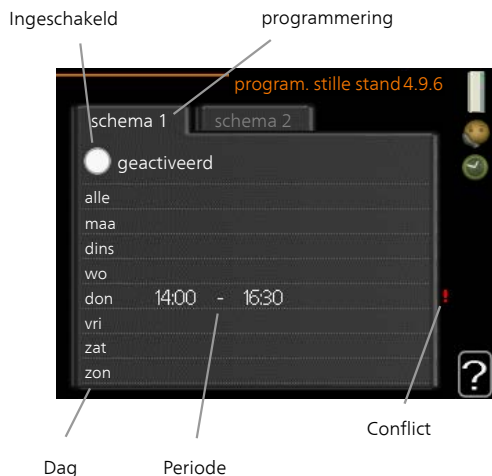 Ingeschakeld programmering
program. stille stand 4.9.6
schema 1 schema 2
geactiveerd
alle
maa
dins
wo
don 14:00 - 16:30 !
vri
zat
zon
?
Conflict
Dag Periode